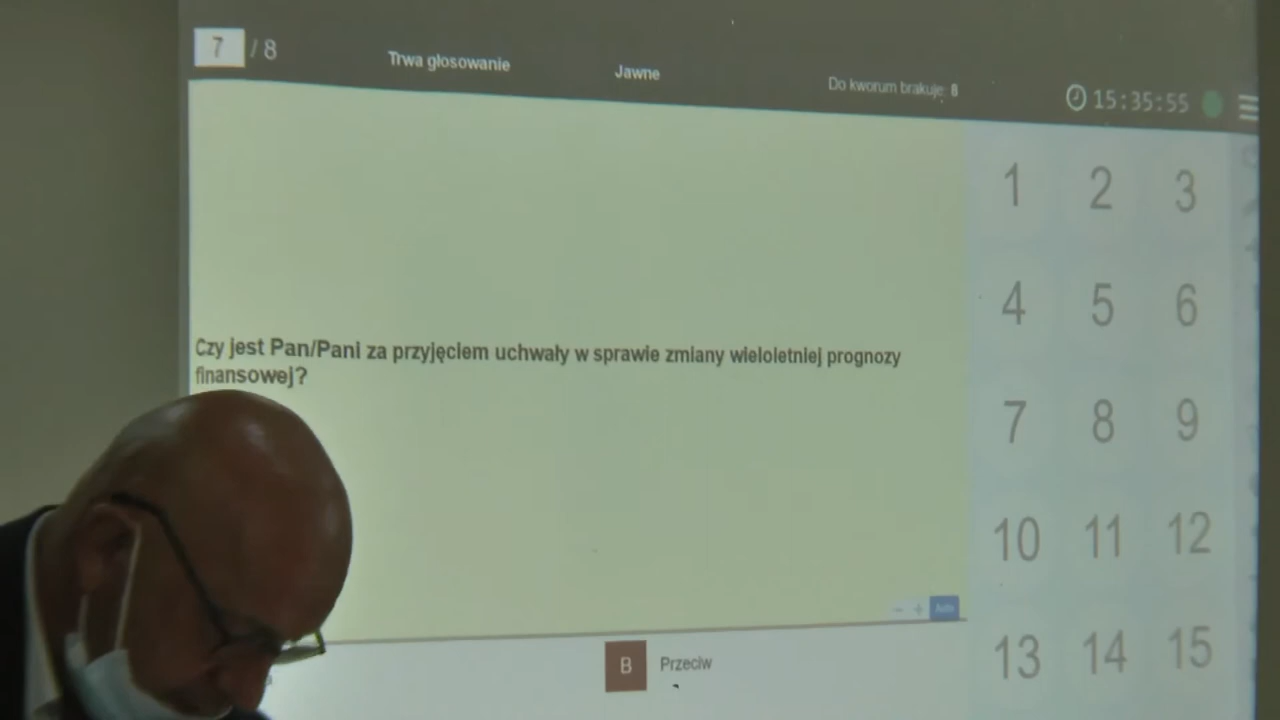 7 / 8
Trwa głosowanie
Jawne
Do kworum brakuje: 8
15:35:55
Czy jest Pan/Pani za przyjęciem uchwały w sprawie zmiany wieloletniej prognozy
finansowej?
1 2 3
4 5 6
7 8 9
10 11 12
13 14 15
- + Auto
B Przeciw